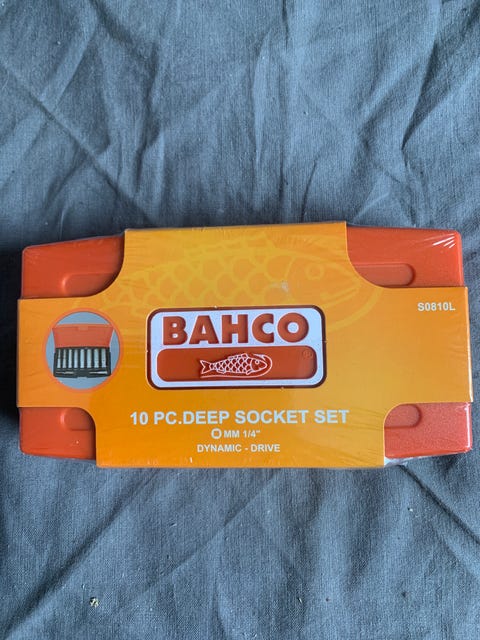 S0810L
BAHCO
®
10 PC.DEEP SOCKET SET
MM 1/4"
DYNAMIC - DRIVE